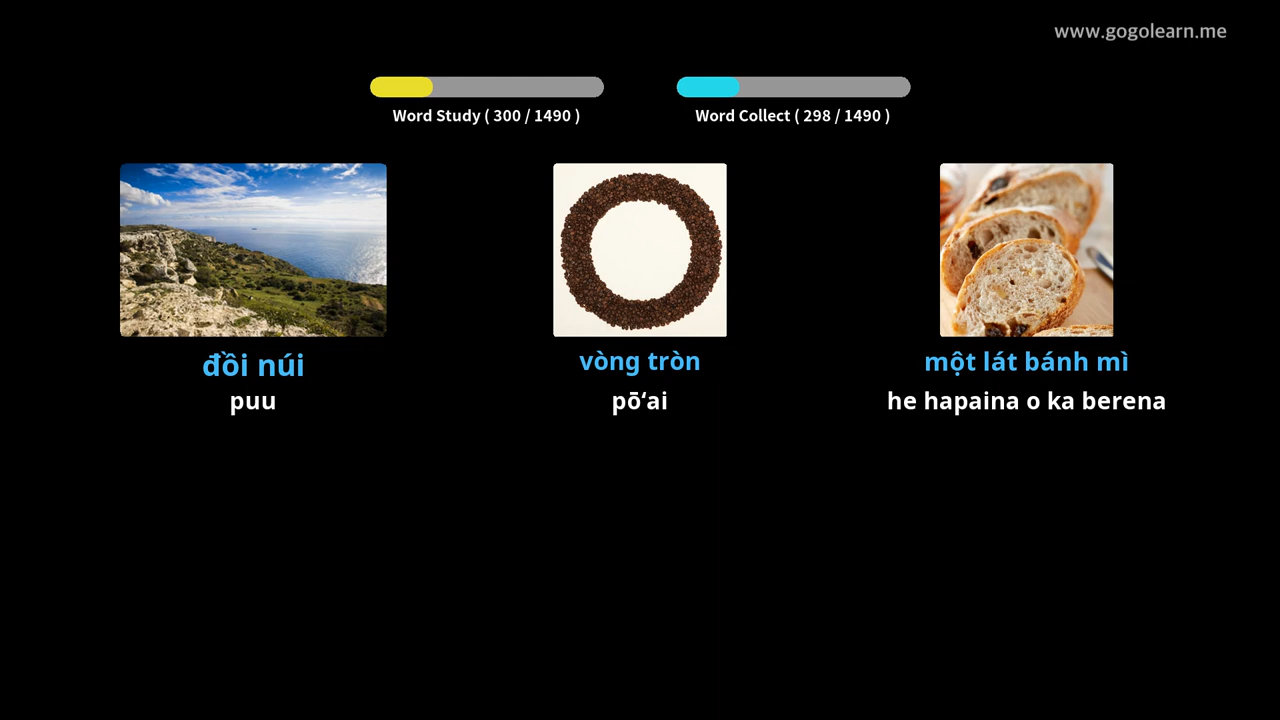 www.gogolearn.me
Word Study ( 300 / 1490 )
Word Collect ( 298 / 1490 )
đồi núi
puu
vòng tròn
pōʻai
một lát bánh mì
he hapaina o ka berena